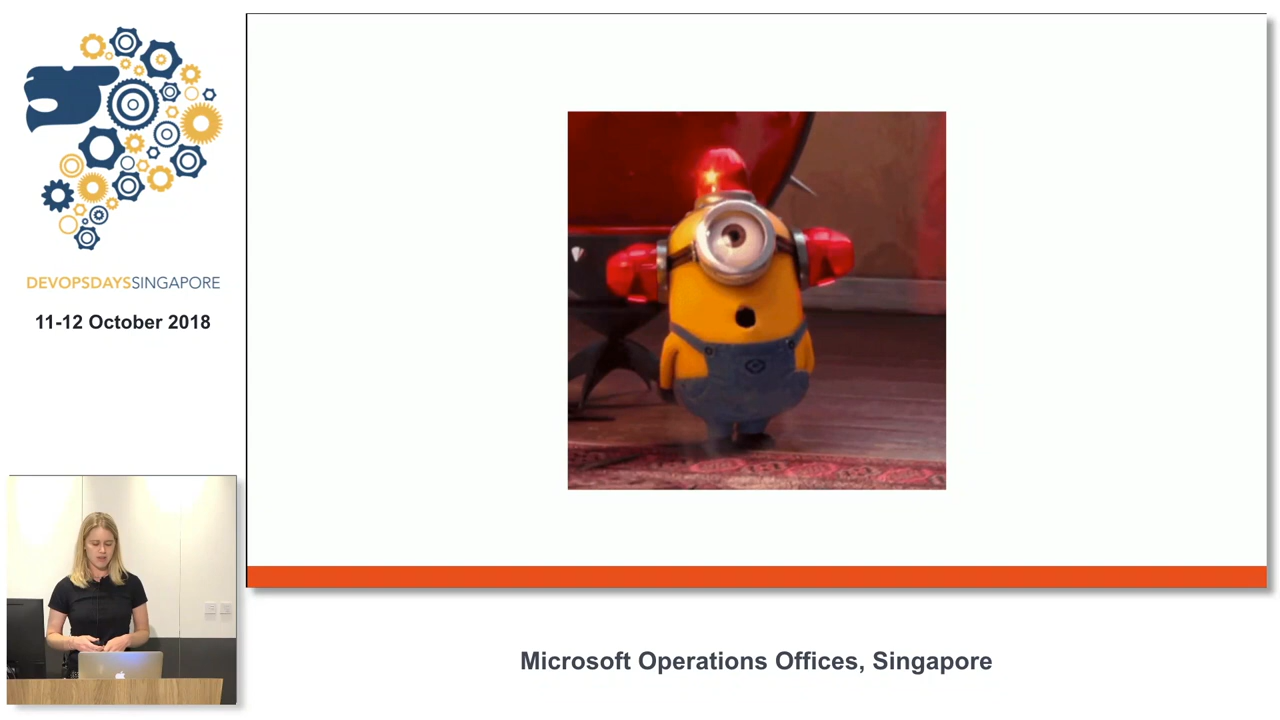 DEVOPSDAYSSINGAPORE
11-12 October 2018
Microsoft Operations Offices, Singapore